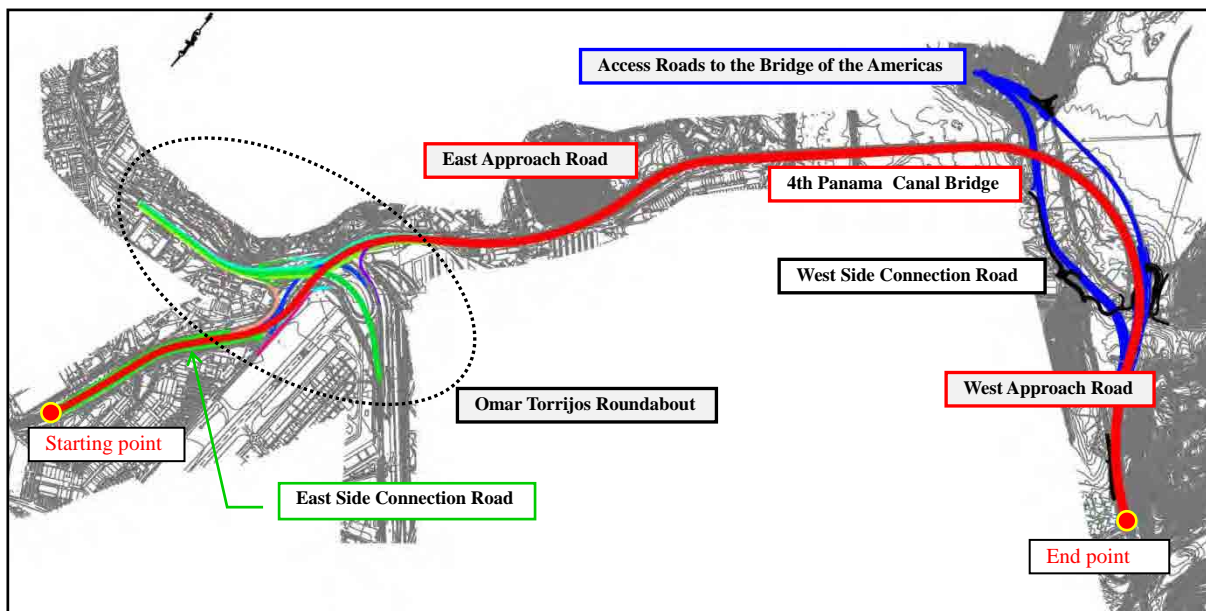 Access Roads to the Bridge of the Americas
East Approach Road
4th Panama Canal Bridge
West Side Connection Road
West Approach Road
Omar Torrijos Roundabout
Starting point
East Side Connection Road
End point